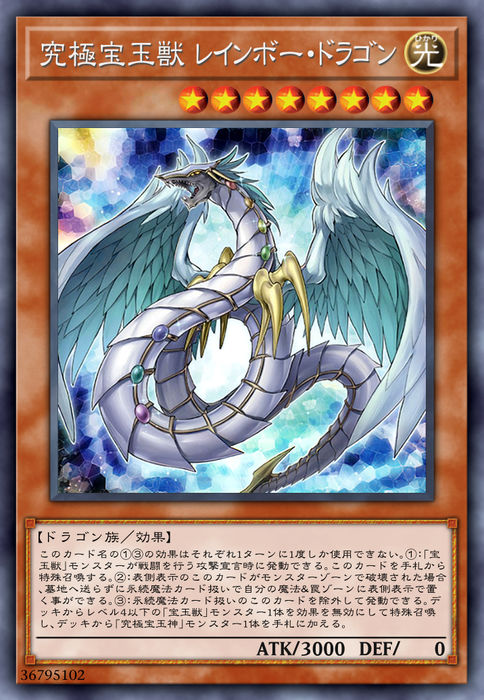 究極宝玉獣 レインボー・ドラゴン
光
ひかり
【ドラゴン族／効果】
このカード名の①③の効果はそれぞれ1ターンに1度しか使用できない。①：「宝
玉獣」モンスターが戦闘を行う攻撃宣言時に発動できる。このカードを手札から
特殊召喚する。②：表側表示のこのカードがモンスターゾーンで破壊された場合、
墓地へ送らずに永続魔法カード扱いで自分の魔法＆罠ゾーンに表側表示で置
く事ができる。③：永続魔法カード扱いのこのカードを除外して発動できる。デ
ッキからレベル4以下の「宝玉獣」モンスター1体を効果を無効にして特殊召喚
し、デッキから「究極宝玉神」モンスター1体を手札に加える。
ATK/3000 DEF/ 0
36795102